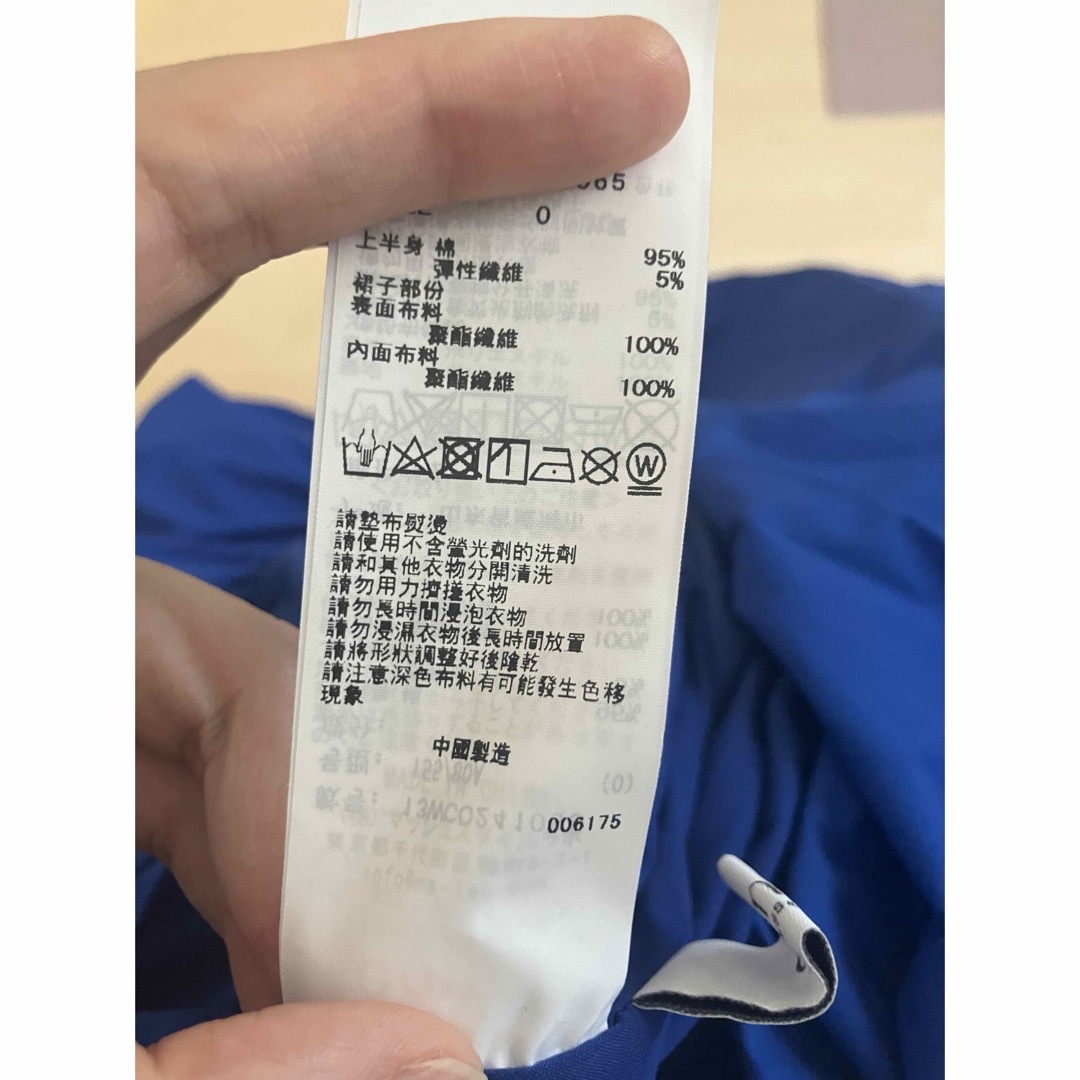 0
上半身 棉 95%
彈性纖維 5%
裙子部份
表面布料
聚酯纖維 100%
內面布料
聚酯纖維 100%
W
請墊布熨燙
請使用不含螢光劑的洗劑
請和其他衣物分開清洗
請勿用力擠搓衣物
請勿長時間浸泡衣物
請勿浸濕衣物後長時間放置
請將形狀調整好後陰乾
請注意深色布料有可能發生色移
現象
中國製造
006175